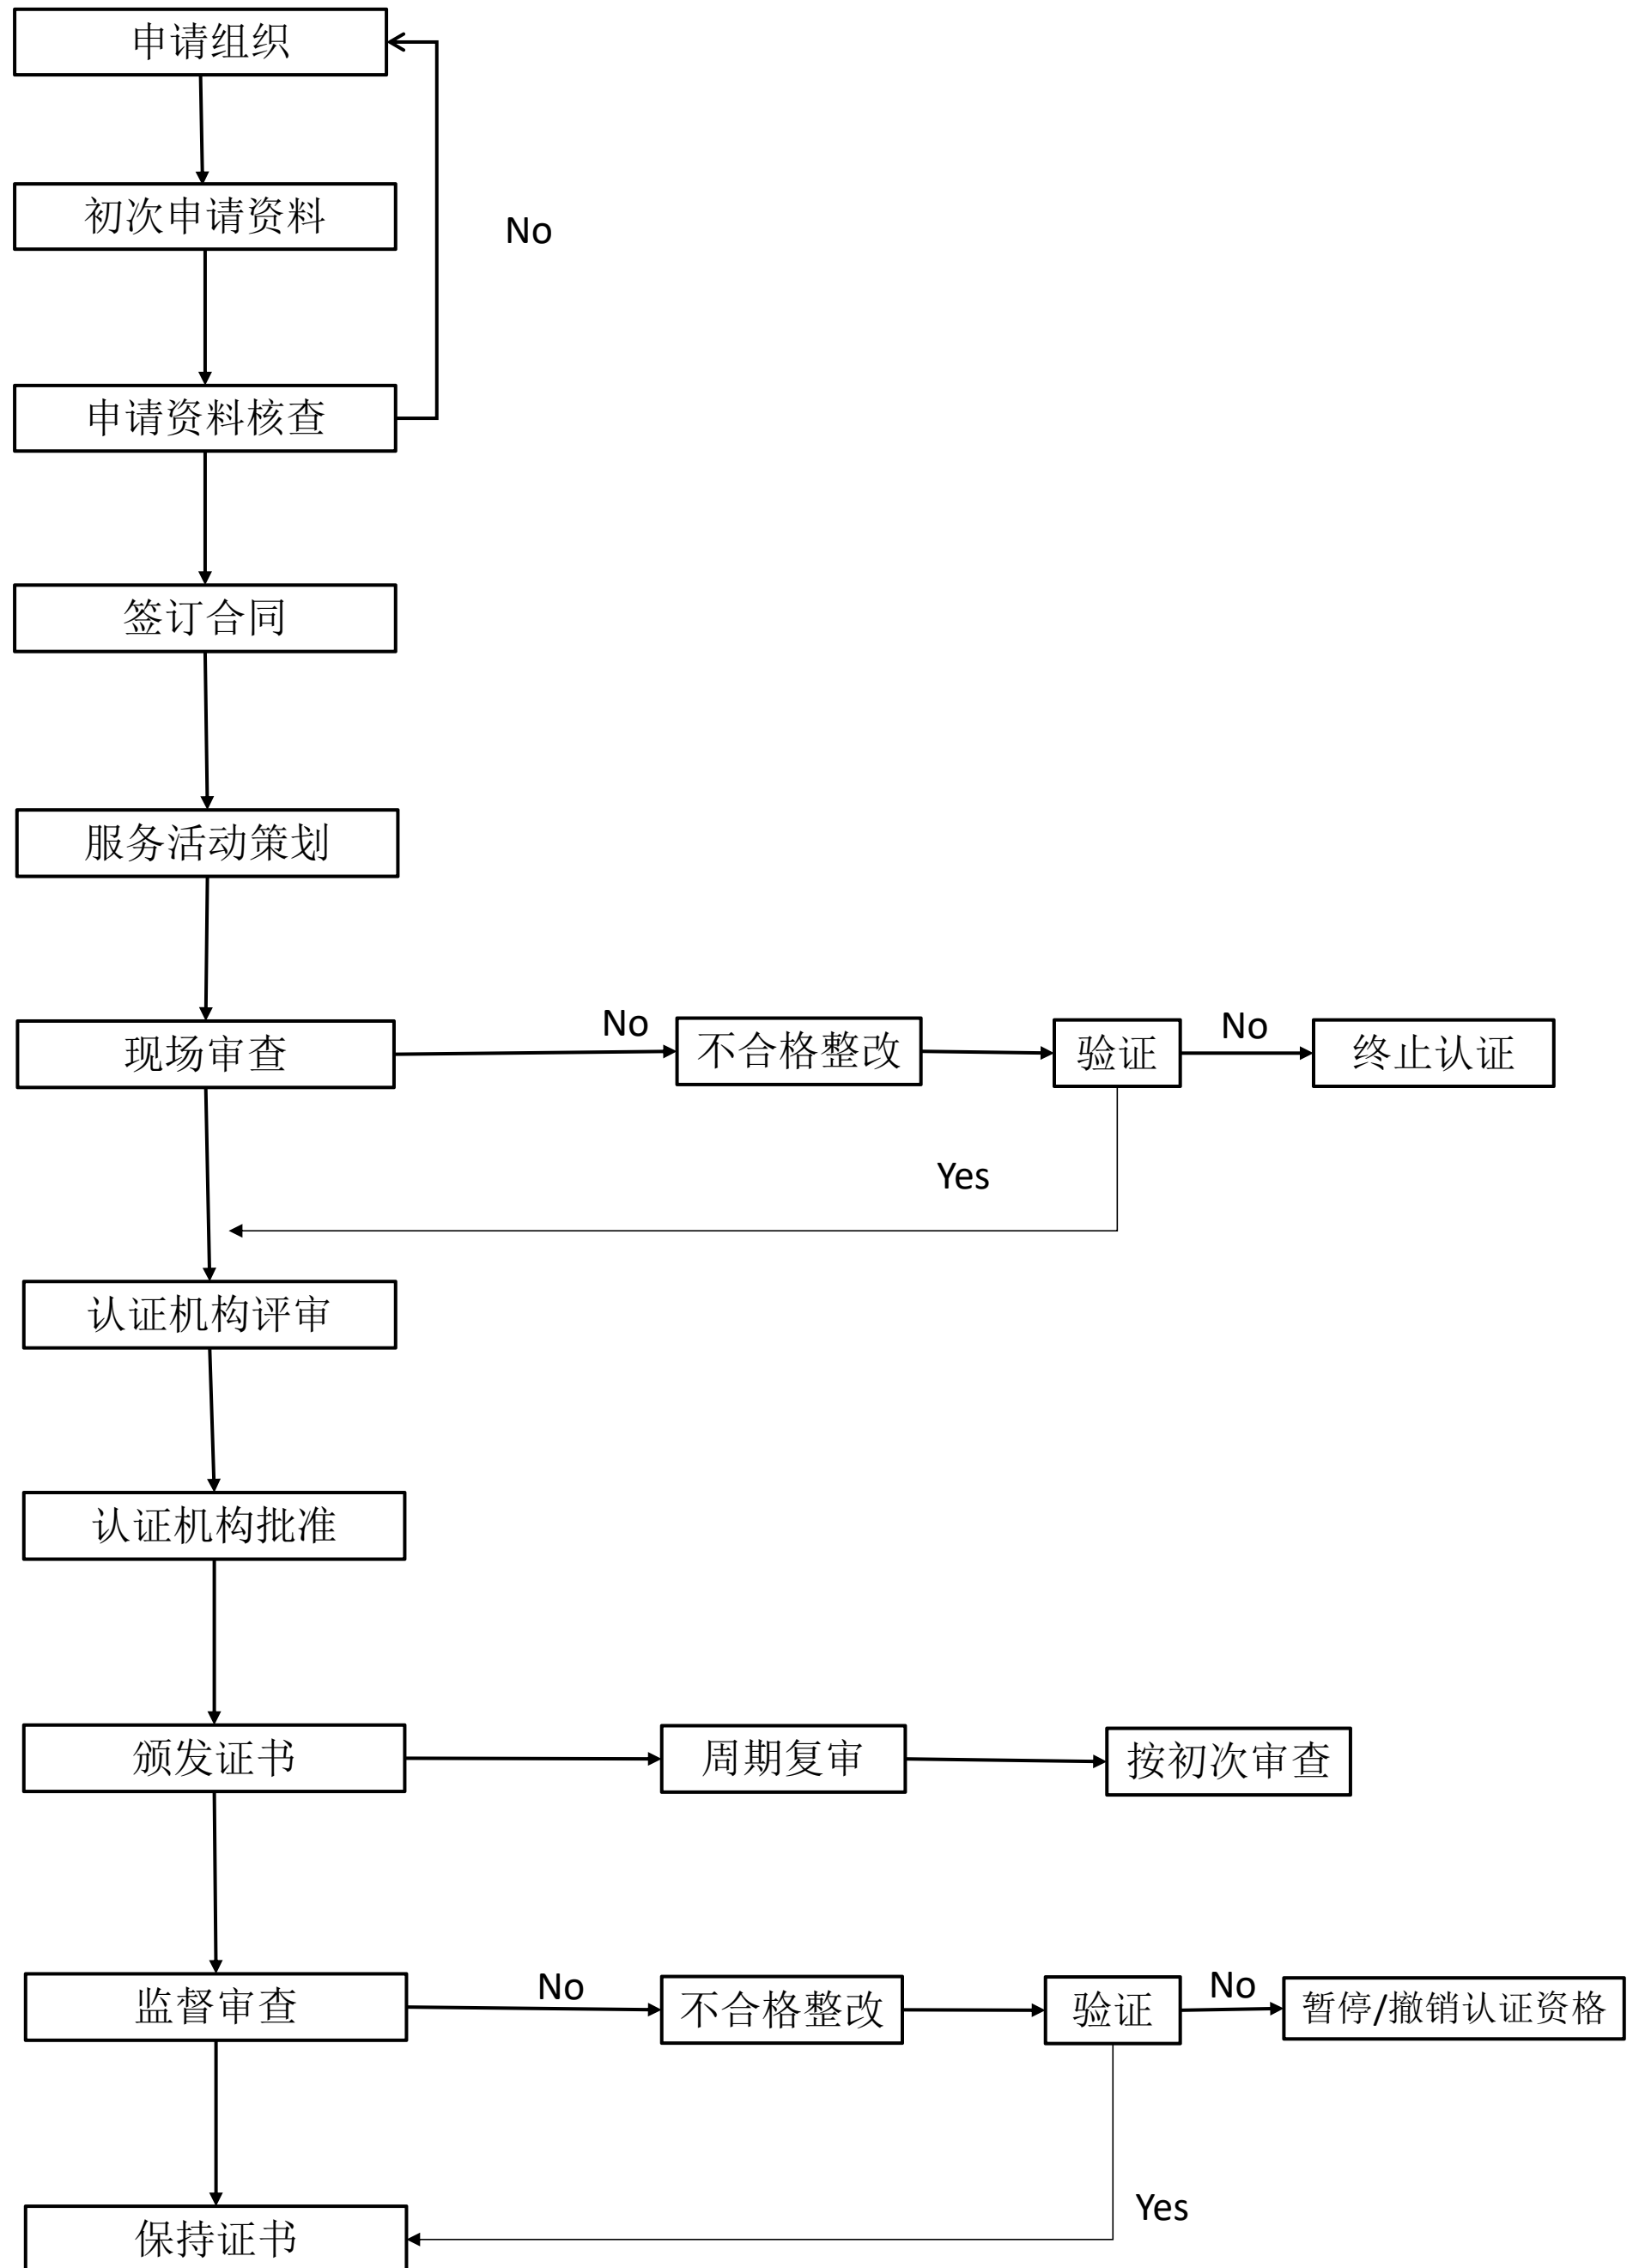 申请组织
初次申请资料
No
申请资料核查
签订合同
服务活动策划
现场审查
No
不合格整改
验证
No
终止认证
Yes
认证机构评审
认证机构批准
颁发证书
周期复审
按初次审查
监督审查
No
不合格整改
验证
No
暂停/撤销认证资格
Yes
保持证书